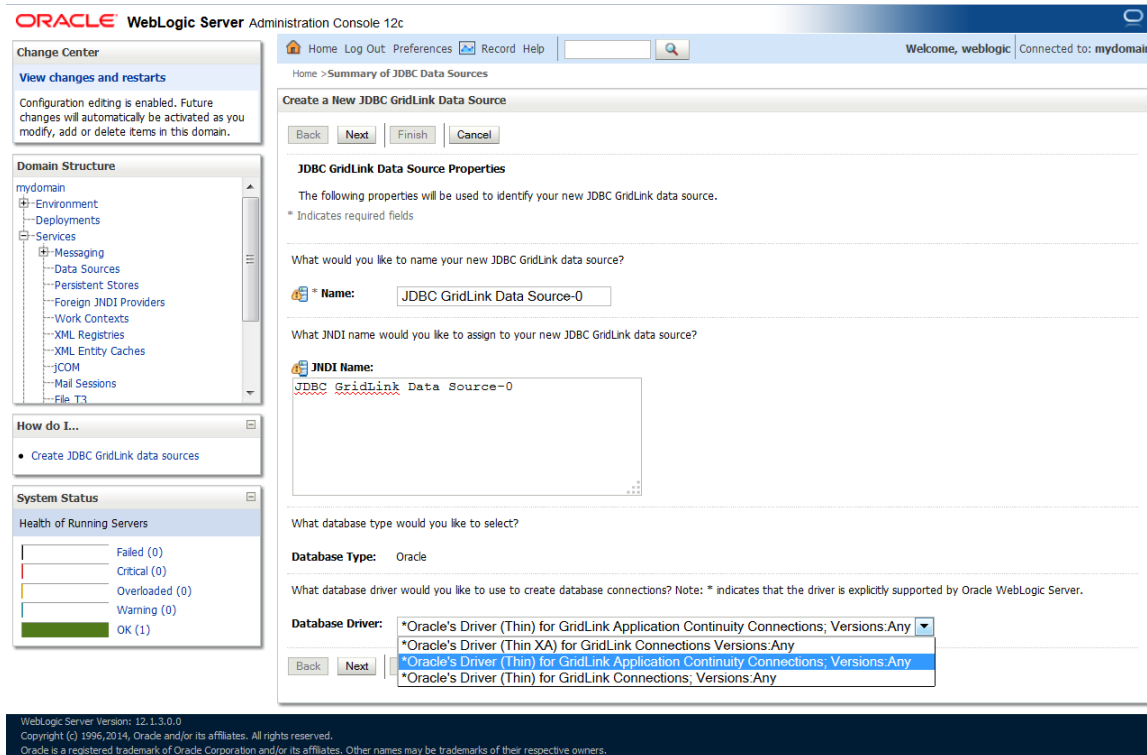 ORACLE WebLogic Server Administration Console 12c
Change Center
View changes and restarts
Configuration editing is enabled. Future
changes will automatically be activated as you
modify, add or delete items in this domain.
Domain Structure
mydomain
Environment
Deployments
Services
Messaging
Data Sources
Persistent Stores
Foreign JNDI Providers
Work Contexts
XML Registries
XML Entity Caches
jCOM
Mail Sessions
File T3
How do I...
Create JDBC GridLink data sources
System Status
Health of Running Servers
Failed (0)
Critical (0)
Overloaded (0)
Warning (0)
OK (1)
Home Log Out Preferences Record Help
Welcome, weblogic Connected to: mydomain
Home >Summary of JDBC Data Sources
Create a New JDBC GridLink Data Source
Back Next Finish Cancel
JDBC GridLink Data Source Properties
The following properties will be used to identify your new JDBC GridLink data source.
* Indicates required fields
What would you like to name your new JDBC GridLink data source?
* Name: JDBC GridLink Data Source-0
What JNDI name would you like to assign to your new JDBC GridLink data source?
JNDI Name:
JDBC GridLink Data Source-0
What database type would you like to select?
Database Type: Oracle
What database driver would you like to use to create database connections? Note: * indicates that the driver is explicitly supported by Oracle WebLogic Server.
Database Driver: *Oracle's Driver (Thin) for GridLink Application Continuity Connections; Versions:Any
*Oracle's Driver (Thin XA) for GridLink Connections Versions:Any
*Oracle's Driver (Thin) for GridLink Application Continuity Connections; Versions:Any
*Oracle's Driver (Thin) for GridLink Connections; Versions:Any
Back Next
WebLogic Server Version: 12.1.3.0.0
Copyright (c) 1996,2014, Oracle and/or its affiliates. All rights reserved.
Oracle is a registered trademark of Oracle Corporation and/or its affiliates. Other names may be trademarks of their respective owners.